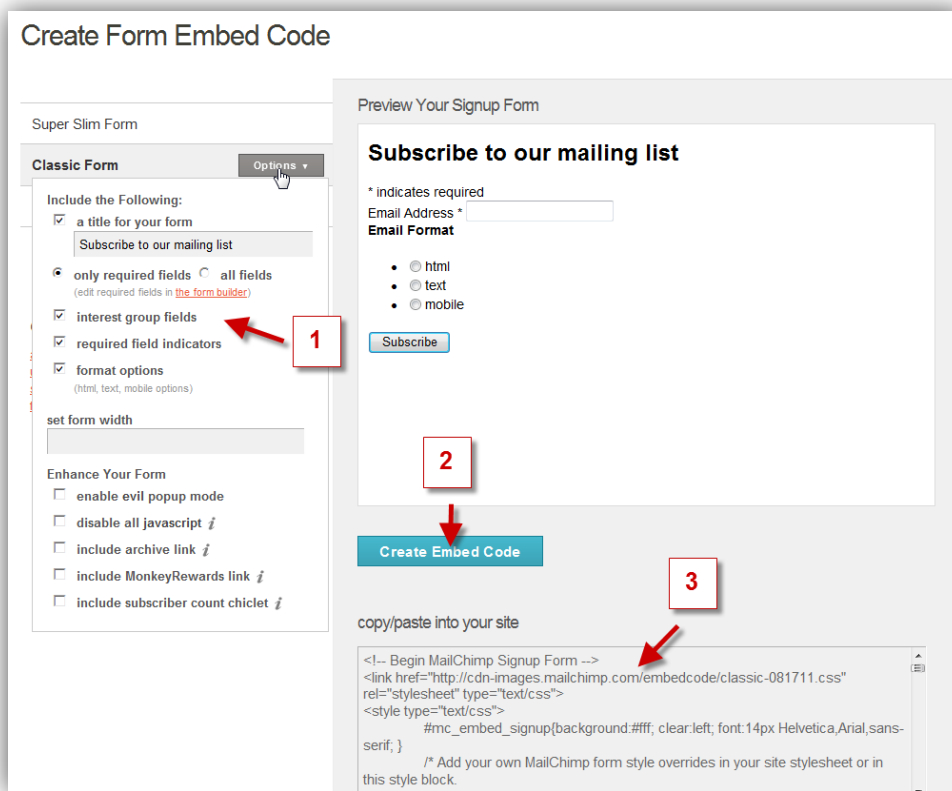 Create Form Embed Code
Super Slim Form
Classic Form
Options
Include the Following:
a title for your form
Subscribe to our mailing list
only required fields all fields
(edit required fields in the form builder)
interest group fields
required field indicators
format options
(html, text, mobile options)
set form width
Enhance Your Form
enable evil popup mode
disable all javascript i
include archive link i
include MonkeyRewards link i
include subscriber count chiclet i
1
Preview Your Signup Form
Subscribe to our mailing list
* indicates required
Email Address *
Email Format
html
text
mobile
Subscribe
2
Create Embed Code
3
copy/paste into your site
<!-- Begin MailChimp Signup Form -->
<link href="http://cdn-images.mailchimp.com/embedcode/classic-081711.css"
rel="stylesheet" type="text/css">
<style type="text/css">
#mc_embed_signup{background:#fff; clear:left; font:14px Helvetica,Arial,sans-
serif; }
/* Add your own MailChimp form style overrides in your site stylesheet or in
this style block.